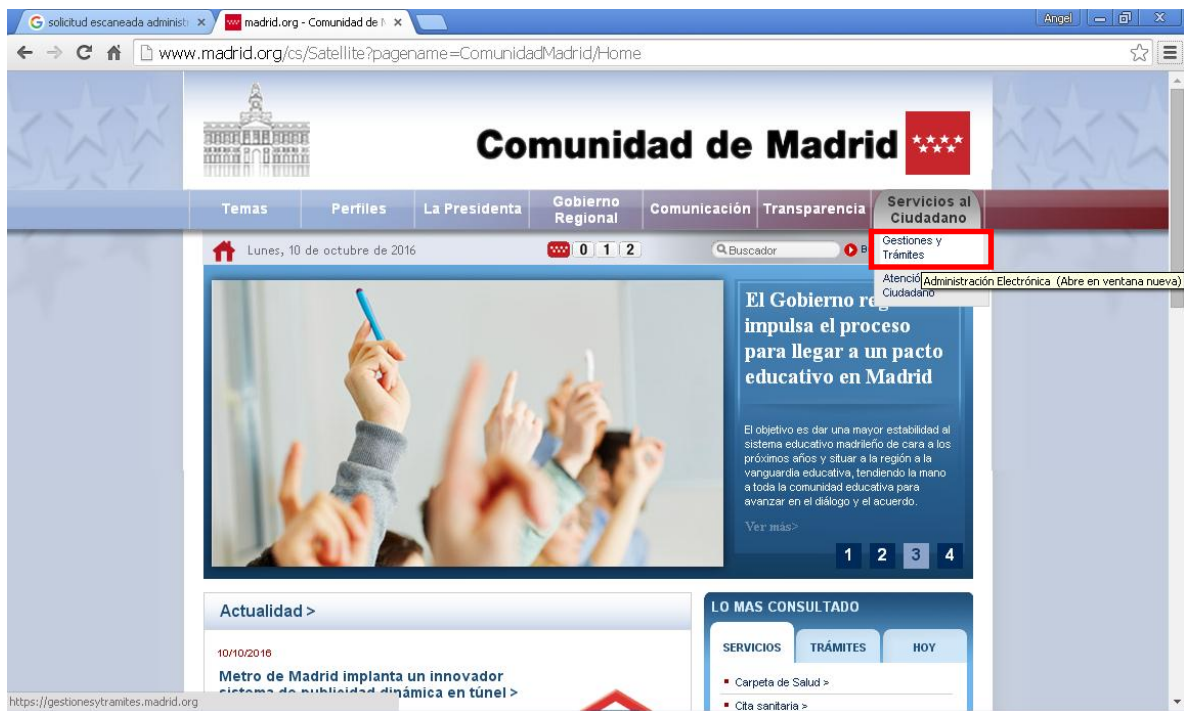 solicitud escaneada administ
madrid.org - Comunidad de M
Angel
www.madrid.org/cs/Satellite?pagename=ComunidadMadrid/Home
Comunidad de Madrid
Temas
Perfiles
La Presidenta
Gobierno
Regional
Comunicación
Transparencia
Servicios al
Ciudadano
Lunes, 10 de octubre de 2016
0 1 2
Buscador
B
Gestiones y
Trámites
Atenció
Ciudadano
Administración Electrónica (Abre en ventana nueva)
El Gobierno re
impulsa el proceso
para llegar a un pacto
educativo en Madrid
El objetivo es dar una mayor estabilidad al
sistema educativo madrileño de cara a los
próximos años y situar a la región a la
vanguardia educativa, tendiendo la mano
a toda la comunidad educativa para
avanzar en el diálogo y el acuerdo.
Ver más>
1 2 3 4
Actualidad >
10/10/2016
Metro de Madrid implanta un innovador
sistema de publicidad dinámica en túnel >
LO MAS CONSULTADO
SERVICIOS
TRÁMITES
HOY
Carpeta de Salud >
Cita sanitaria >
https://gestionesytramites.madrid.org